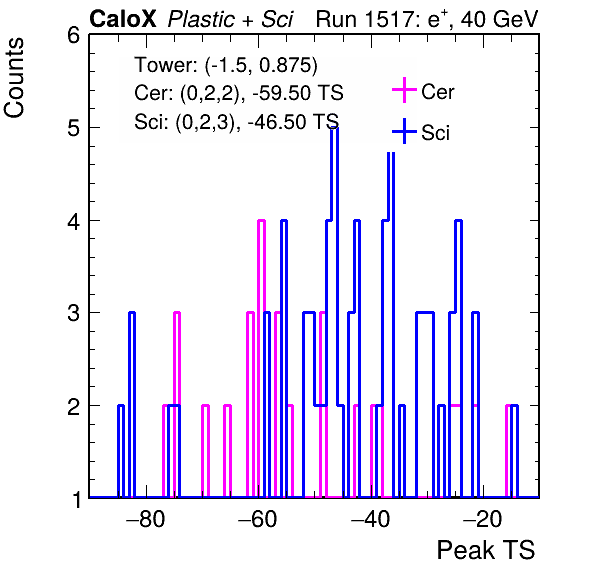 CaloX Plastic + Sci Run 1517: e+, 40 GeV
Counts
6
Tower: (-1.5, 0.875)
Cer: (0,2,2), -59.50 TS
Sci: (0,2,3), -46.50 TS
Cer
Sci
5
4
3
2
1
−80 −60 −40 −20
Peak TS